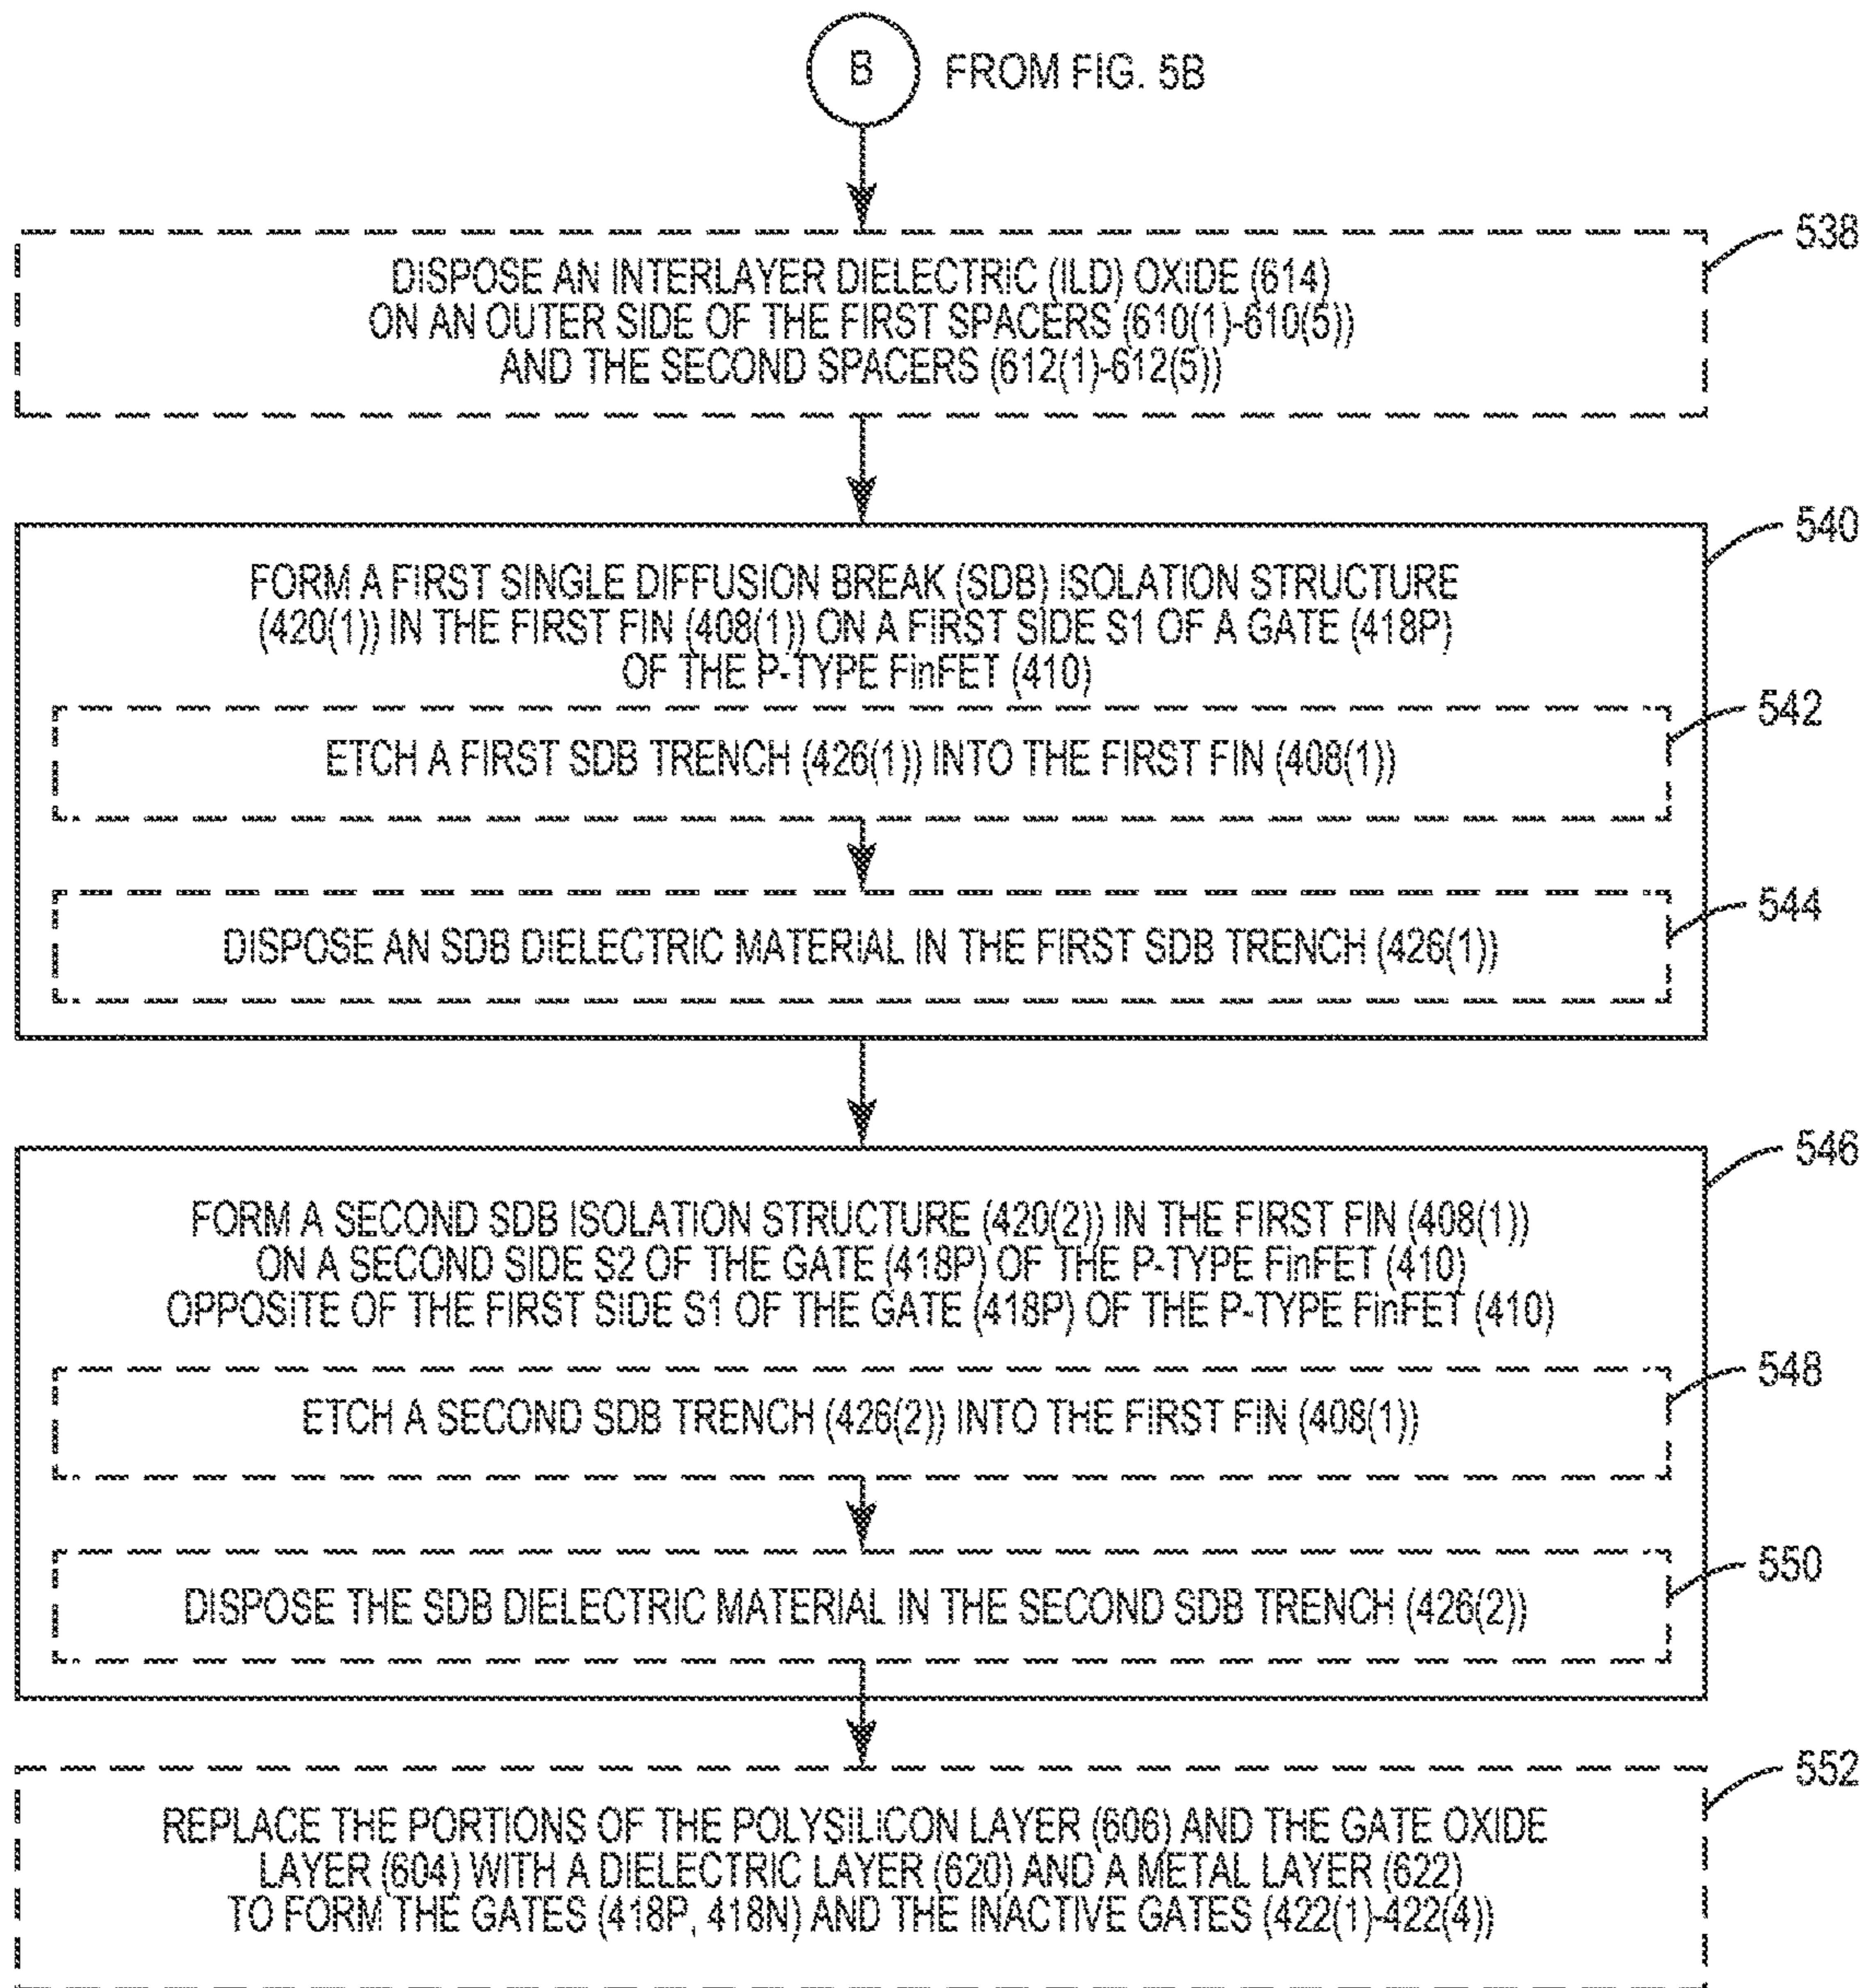 B FROM FIG. 5B
538
DISPOSE AN INTERLAYER DIELECTRIC (ILD) OXIDE (614)
ON AN OUTER SIDE OF THE FIRST SPACERS (610(1)-610(5))
AND THE SECOND SPACERS (612(1)-612(5))
540
FORM A FIRST SINGLE DIFFUSION BREAK (SDB) ISOLATION STRUCTURE
(420(1)) IN THE FIRST FIN (408(1)) ON A FIRST SIDE S1 OF A GATE (418P)
OF THE P-TYPE FinFET (410)
542
ETCH A FIRST SDB TRENCH (426(1)) INTO THE FIRST FIN (408(1))
544
DISPOSE AN SDB DIELECTRIC MATERIAL IN THE FIRST SDB TRENCH (426(1))
546
FORM A SECOND SDB ISOLATION STRUCTURE (420(2)) IN THE FIRST FIN (408(1))
ON A SECOND SIDE S2 OF THE GATE (418P) OF THE P-TYPE FinFET (410)
OPPOSITE OF THE FIRST SIDE S1 OF THE GATE (418P) OF THE P-TYPE FinFET (410)
548
ETCH A SECOND SDB TRENCH (426(2)) INTO THE FIRST FIN (408(1))
550
DISPOSE THE SDB DIELECTRIC MATERIAL IN THE SECOND SDB TRENCH (426(2))
552
REPLACE THE PORTIONS OF THE POLYSILICON LAYER (606) AND THE GATE OXIDE
LAYER (604) WITH A DIELECTRIC LAYER (620) AND A METAL LAYER (622)
TO FORM THE GATES (418P, 418N) AND THE INACTIVE GATES (422(1)-422(4))